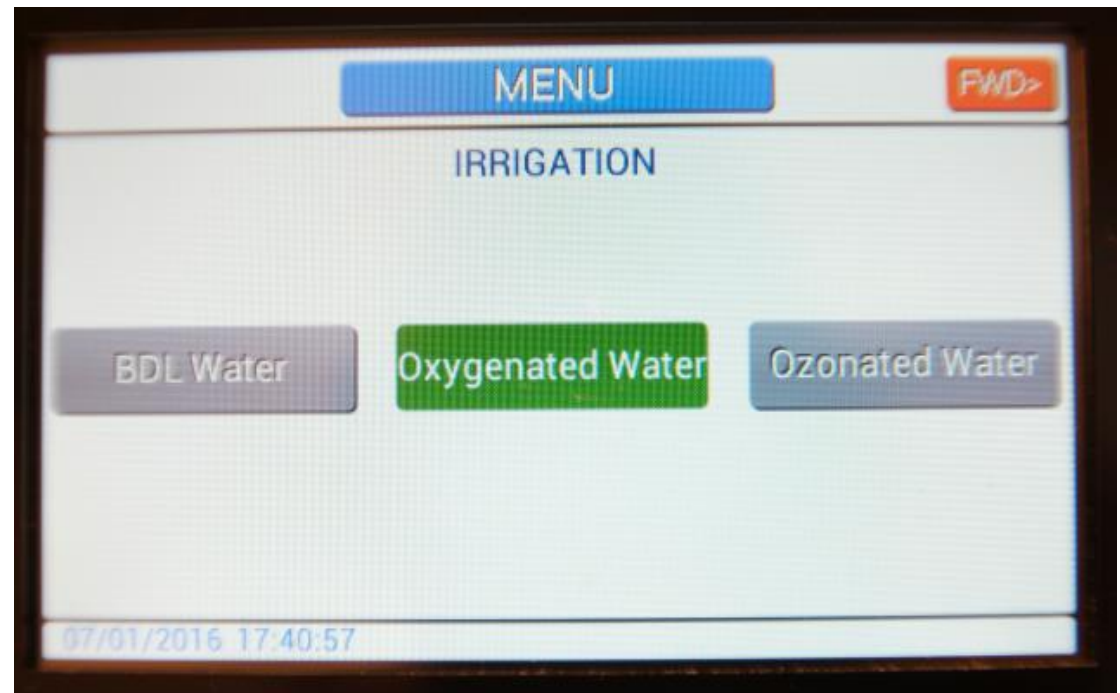 MENU
FWD>
IRRIGATION
BDL Water
Oxygenated Water
Ozonated Water
07/01/2016 17:40:57